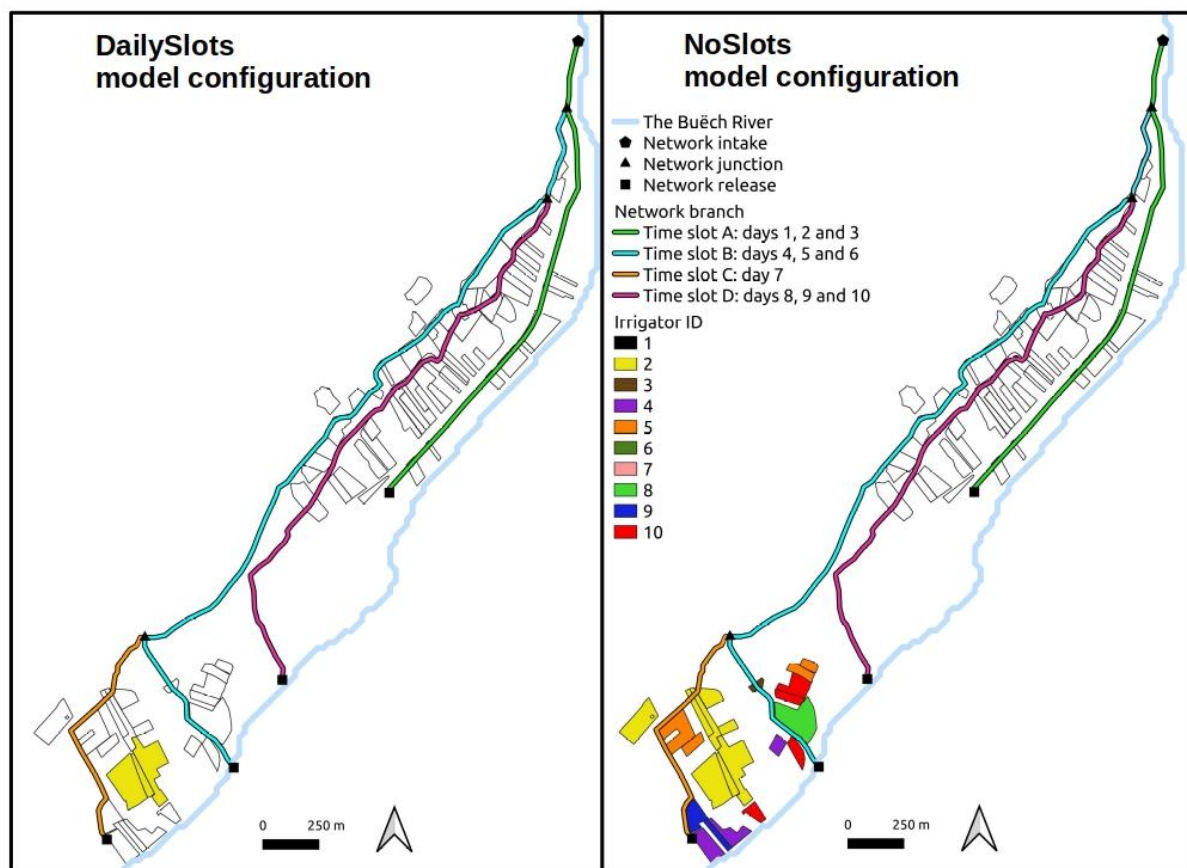 DailySlots
model configuration
0 250 m
NoSlots
model configuration
The Buëch River
Network intake
Network junction
Network release
Network branch
Time slot A: days 1, 2 and 3
Time slot B: days 4, 5 and 6
Time slot C: day 7
Time slot D: days 8, 9 and 10
Irrigator ID
1
2
3
4
5
6
7
8
9
10
0 250 m